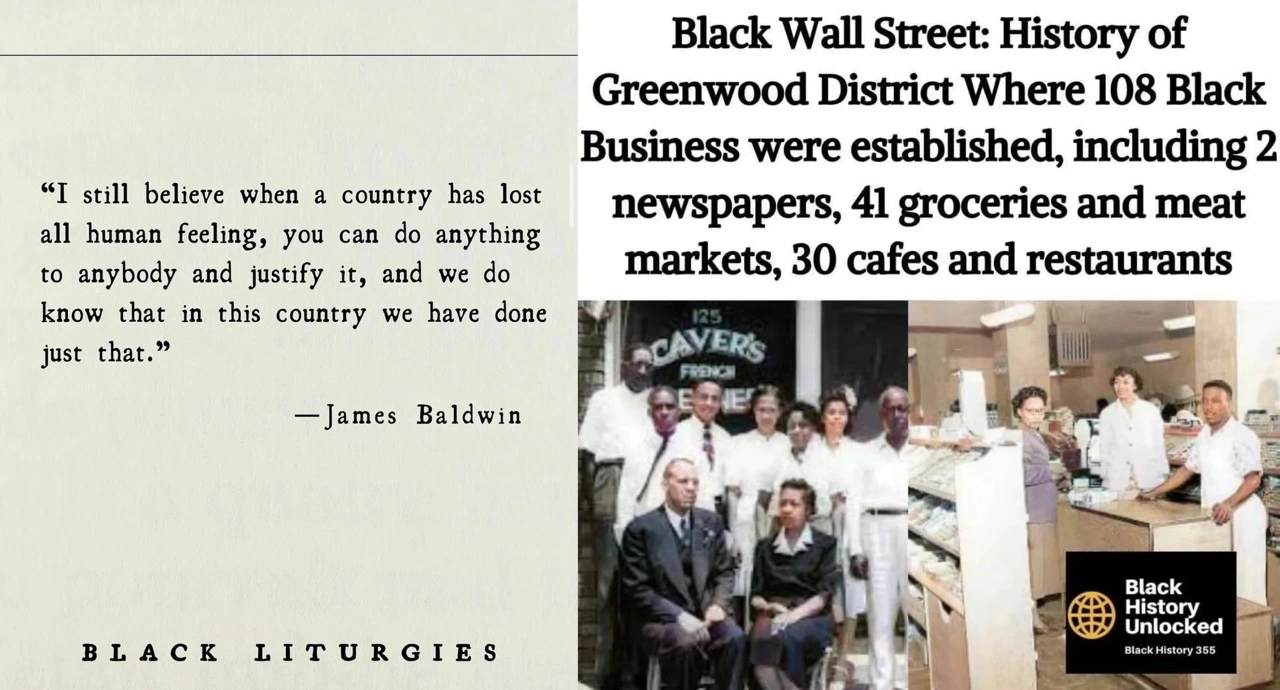 “I still believe when a country has lost
all human feeling, you can do anything
to anybody and justify it, and we do
know that in this country we have done
just that.”
—James Baldwin
BLACK LITURGIES
Black Wall Street: History of
Greenwood District Where 108 Black
Business were established, including 2
newspapers, 41 groceries and meat
markets, 30 cafes and restaurants
125
CAVER'S
FRENCH
Black
History
Unlocked
Black History 355